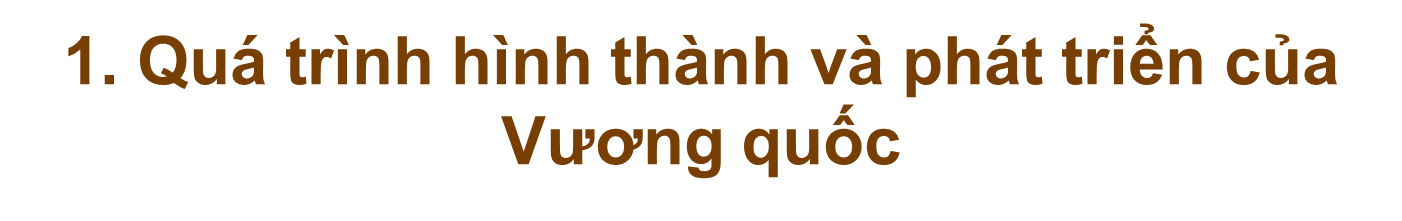 1. Quá trình hình thành và phát triển của
Vương quốc